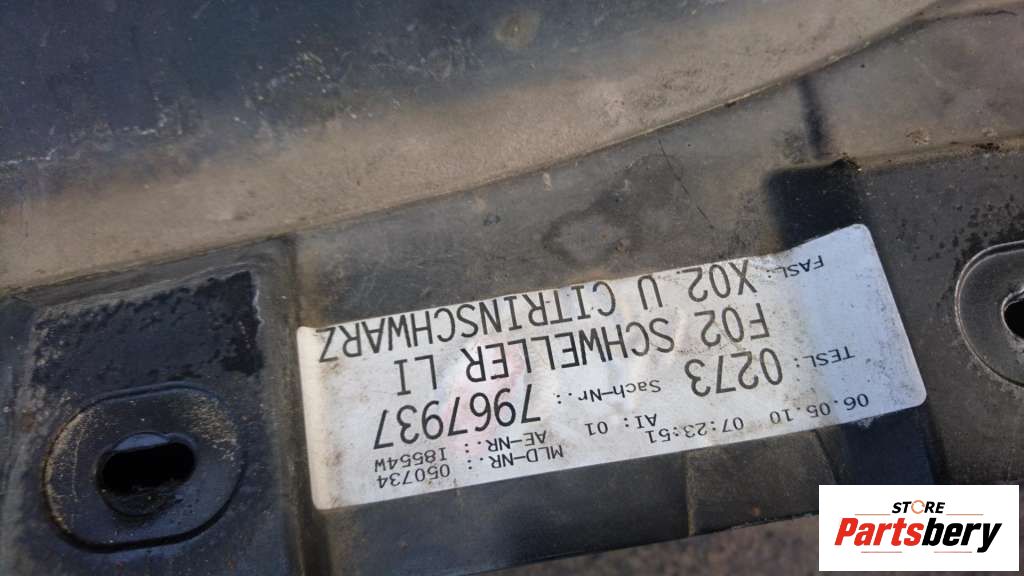 06.05.10 07:23:51 MLD-NR.: 050734
AI: 01 AE-NR.: I8554W
TESL: 0273 Sach-Nr.: 7967937
F02 SCHWELLER LI
FASL: X02 U CITRINSCHWARZ
STORE
Partsbery